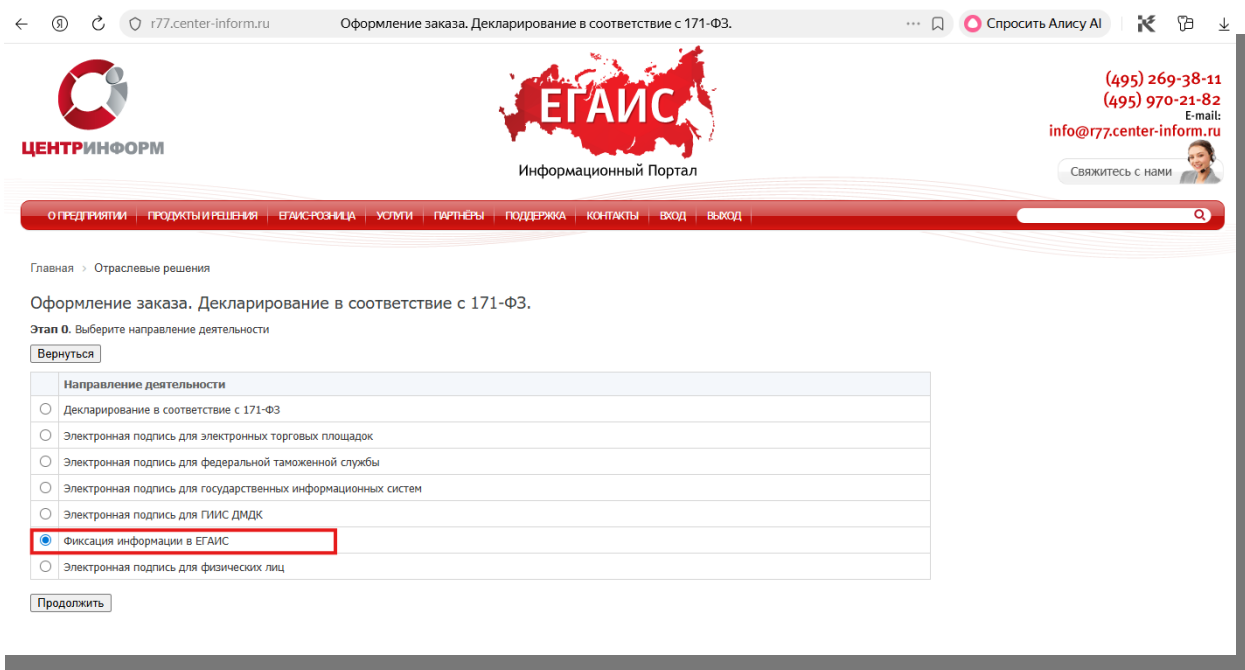 r77.center-inform.ru
Оформление заказа. Декларирование в соответствие с 171-ФЗ.
Спросить Алису AI
ЦЕНТРИНФОРМ
ЕГАИС
Информационный Портал
(495) 269-38-11
(495) 970-21-82
E-mail:
info@r77.center-inform.ru
Свяжитесь с нами
О ПРЕДПРИЯТИИ ПРОДУКТЫ И РЕШЕНИЯ ЕГАИС-РОЗНИЦА УСЛУГИ ПАРТНЁРЫ ПОДДЕРЖКА КОНТАКТЫ ВХОД ВЫХОД
Главная > Отраслевые решения
Оформление заказа. Декларирование в соответствие с 171-ФЗ.
Этап 0. Выберите направление деятельности
Вернуться
Направление деятельности
Декларирование в соответствие с 171-ФЗ
Электронная подпись для электронных торговых площадок
Электронная подпись для федеральной таможенной службы
Электронная подпись для государственных информационных систем
Электронная подпись для ГИИС ДМДК
Фиксация информации в ЕГАИС
Электронная подпись для физических лиц
Продолжить